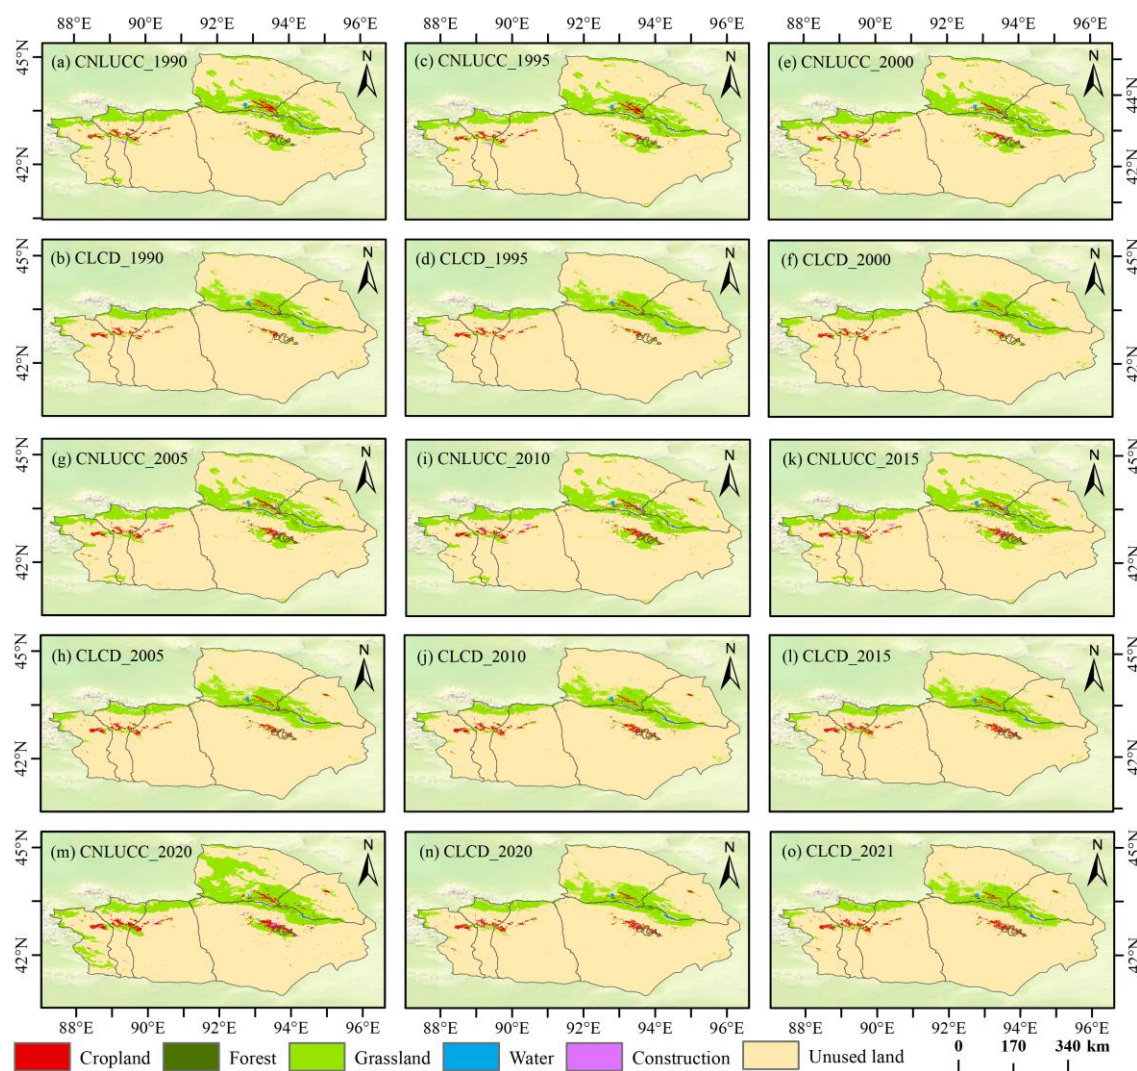 88°E 90°E 92°E 94°E 96°E 88°E 90°E 92°E 94°E 96°E 88°E 90°E 92°E 94°E 96°E
45°N (a) CNLUCC_1990 N (c) CNLUCC_1995 N (e) CNLUCC_2000 N 44°N
42°N 42°N
45°N (b) CLCD_1990 N (d) CLCD_1995 N (f) CLCD_2000 N 45°N
42°N 42°N
45°N (g) CNLUCC_2005 N (i) CNLUCC_2010 N (k) CNLUCC_2015 N 45°N
42°N 42°N
45°N (h) CLCD_2005 N (j) CLCD_2010 N (l) CLCD_2015 N 45°N
42°N 42°N
45°N (m) CNLUCC_2020 N (n) CLCD_2020 N (o) CLCD_2021 N 45°N
42°N 42°N
88°E 90°E 92°E 94°E 96°E 88°E 90°E 92°E 94°E 96°E 88°E 90°E 92°E 94°E 96°E
Cropland Forest Grassland Water Construction Unused land 0 170 340 km